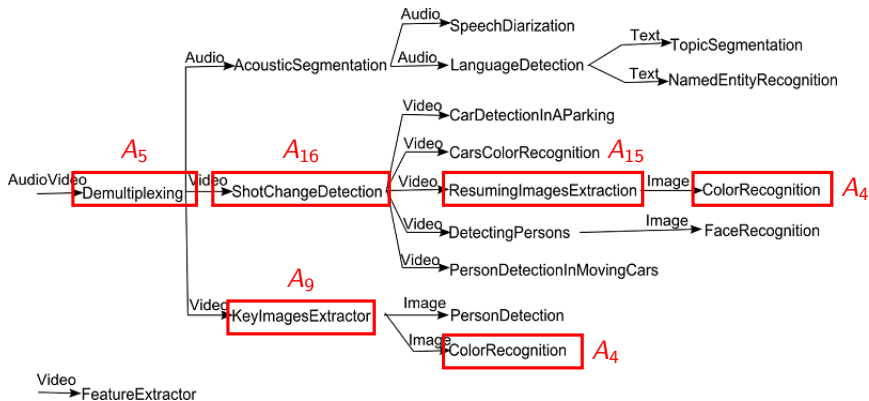 Audio SpeechDiarization
Audio AcousticSegmentation Audio LanguageDetection Text TopicSegmentation
Text NamedEntityRecognition
Video CarDetectionInAParking
A5 A16 Video CarsColorRecognition A15
AudioVideo Demultiplexing Video ShotChangeDetection Video ResumingImagesExtraction Image ColorRecognition A4
Video DetectingPersons Image FaceRecognition
Video PersonDetectionInMovingCars
A9
Video KeyImagesExtractor Image PersonDetection
Image ColorRecognition A4
Video FeatureExtractor